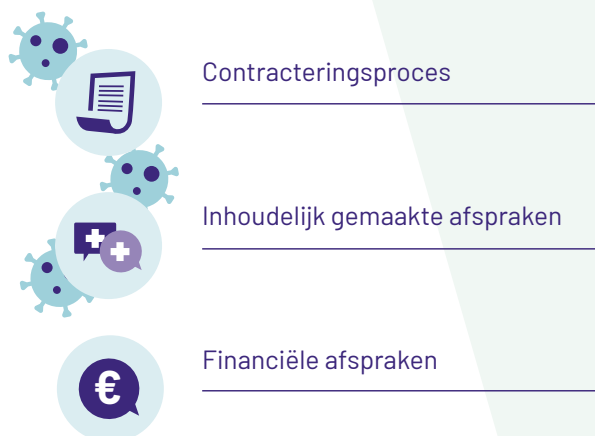 Contracteringsproces
Inhoudelijk gemaakte afspraken
Financiële afspraken
€